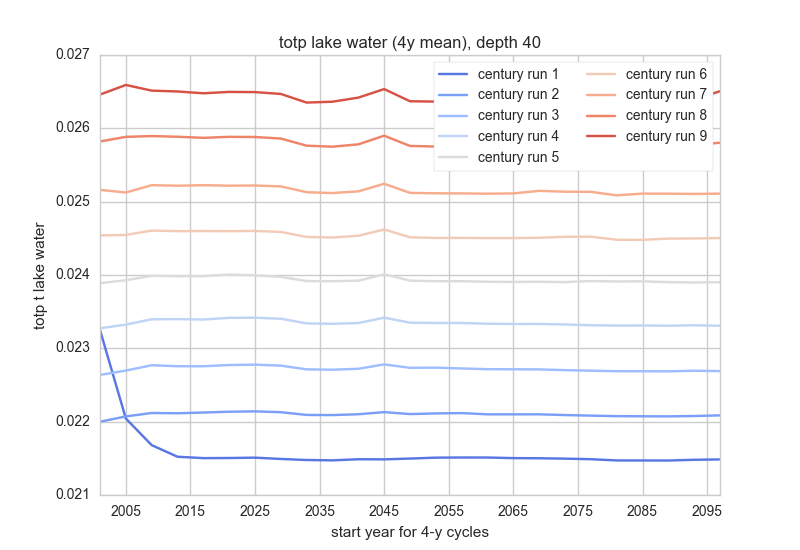 totp lake water (4y mean), depth 40
0.027
0.026
0.025
0.024
0.023
0.022
0.021
totp t lake water
century run 1
century run 2
century run 3
century run 4
century run 5
century run 6
century run 7
century run 8
century run 9
2005 2015 2025 2035 2045 2055 2065 2075 2085 2095
start year for 4-y cycles